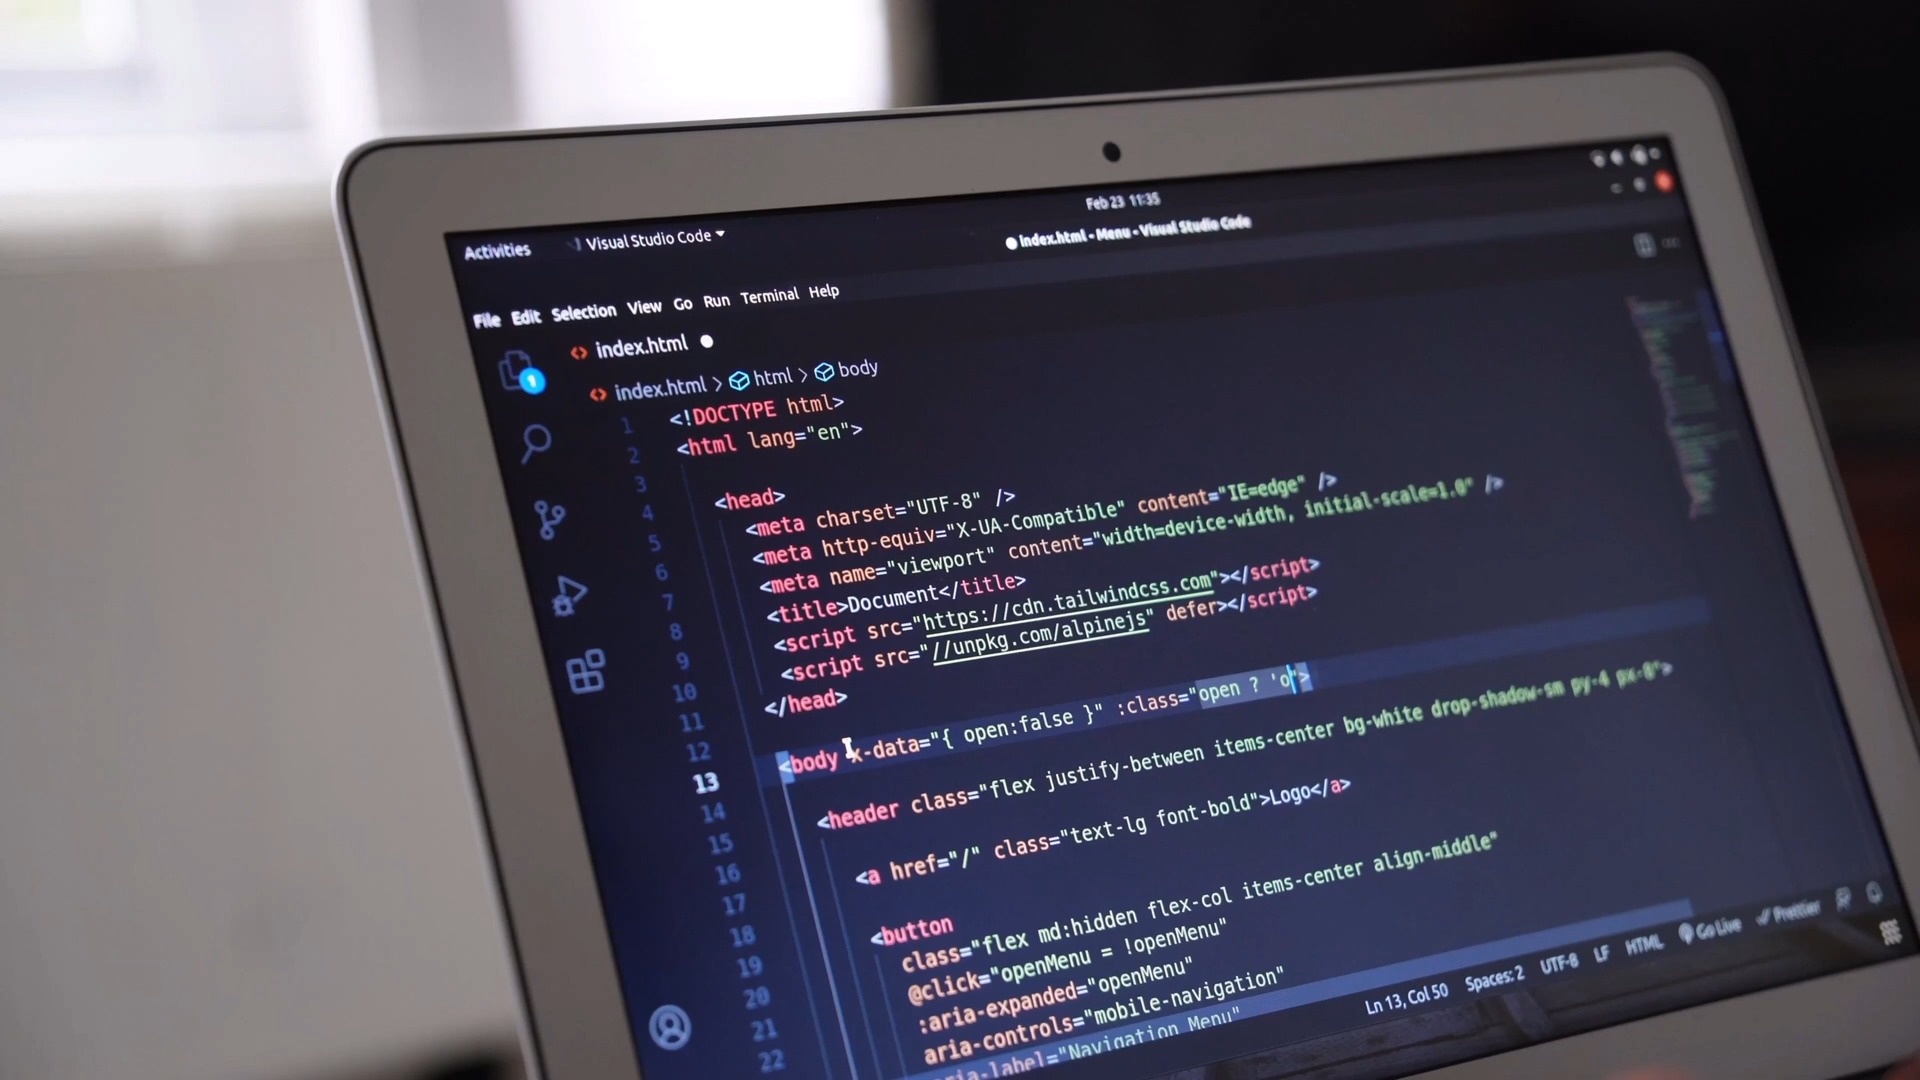 Feb 23 11:35
Activities
Visual Studio Code
index.html - Menu - Visual Studio Code
File Edit Selection View Go Run Terminal Help
index.html
1
index.html > html > body
1 <!DOCTYPE html>
2 <html lang="en">
3
4 <head>
5 <meta charset="UTF-8" />
6 <meta http-equiv="X-UA-Compatible" content="IE=edge" />
7 <meta name="viewport" content="width=device-width, initial-scale=1.0" />
8 <title>Document</title>
9 <script src="https://cdn.tailwindcss.com"></script>
10 <script src="//unpkg.com/alpinejs" defer></script>
11 </head>
12
13 <body x-data="{ open:false }" :class="open ? 'o">
14
15 <header class="flex justify-between items-center bg-white drop-shadow-sm py-4 px-8">
16
17 <a href="/" class="text-lg font-bold">Logo</a>
18
19 <button
20 class="flex md:hidden flex-col items-center align-middle"
21 @click="openMenu = !openMenu"
22 :aria-expanded="openMenu"
aria-controls="mobile-navigation"
aria-label="Navigation Menu"
Ln 13, Col 50 Spaces: 2 UTF-8 LF HTML Go Live Prettier